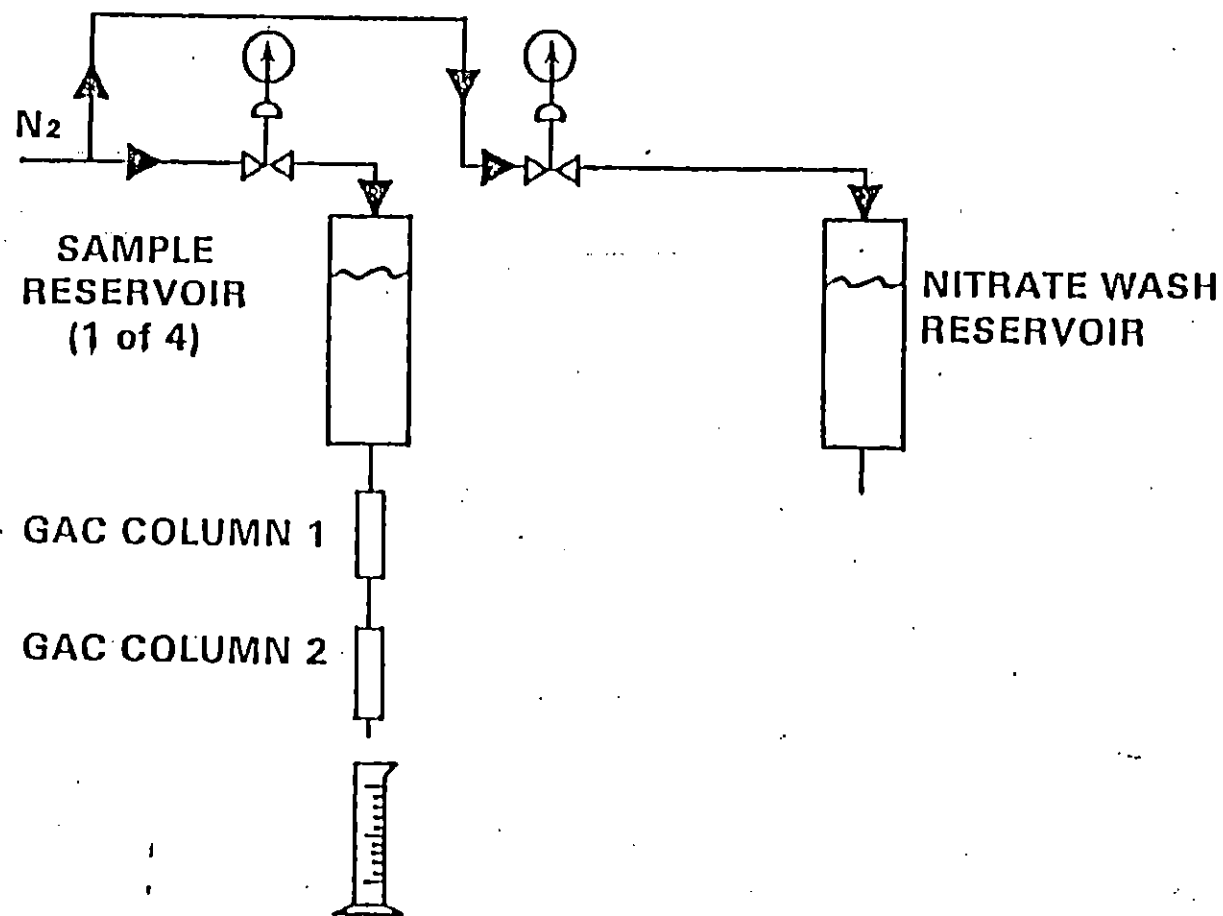 N2
SAMPLE
RESERVOIR
(1 of 4)
NITRATE WASH
RESERVOIR
GAC COLUMN 1
GAC COLUMN 2